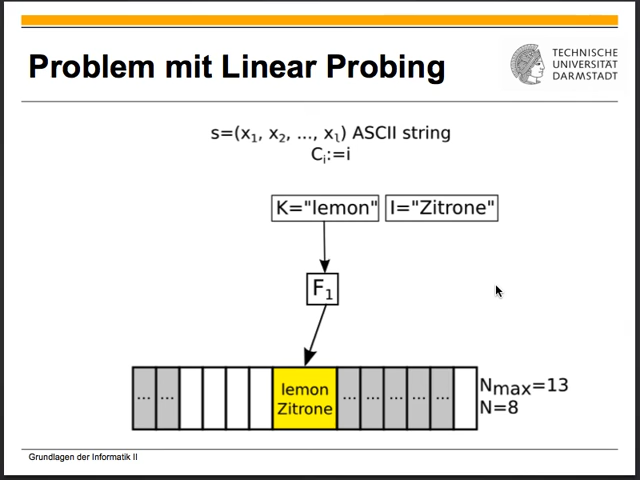 Problem mit Linear Probing
TECHNISCHE
UNIVERSITÄT
DARMSTADT
s=(x₁, x₂, ..., xₗ) ASCII string
Cᵢ:=i
K="lemon" I="Zitrone"
F₁
... ... lemon ... ... ... ... ...
Zitrone
Nmax=13
N=8
Grundlagen der Informatik II